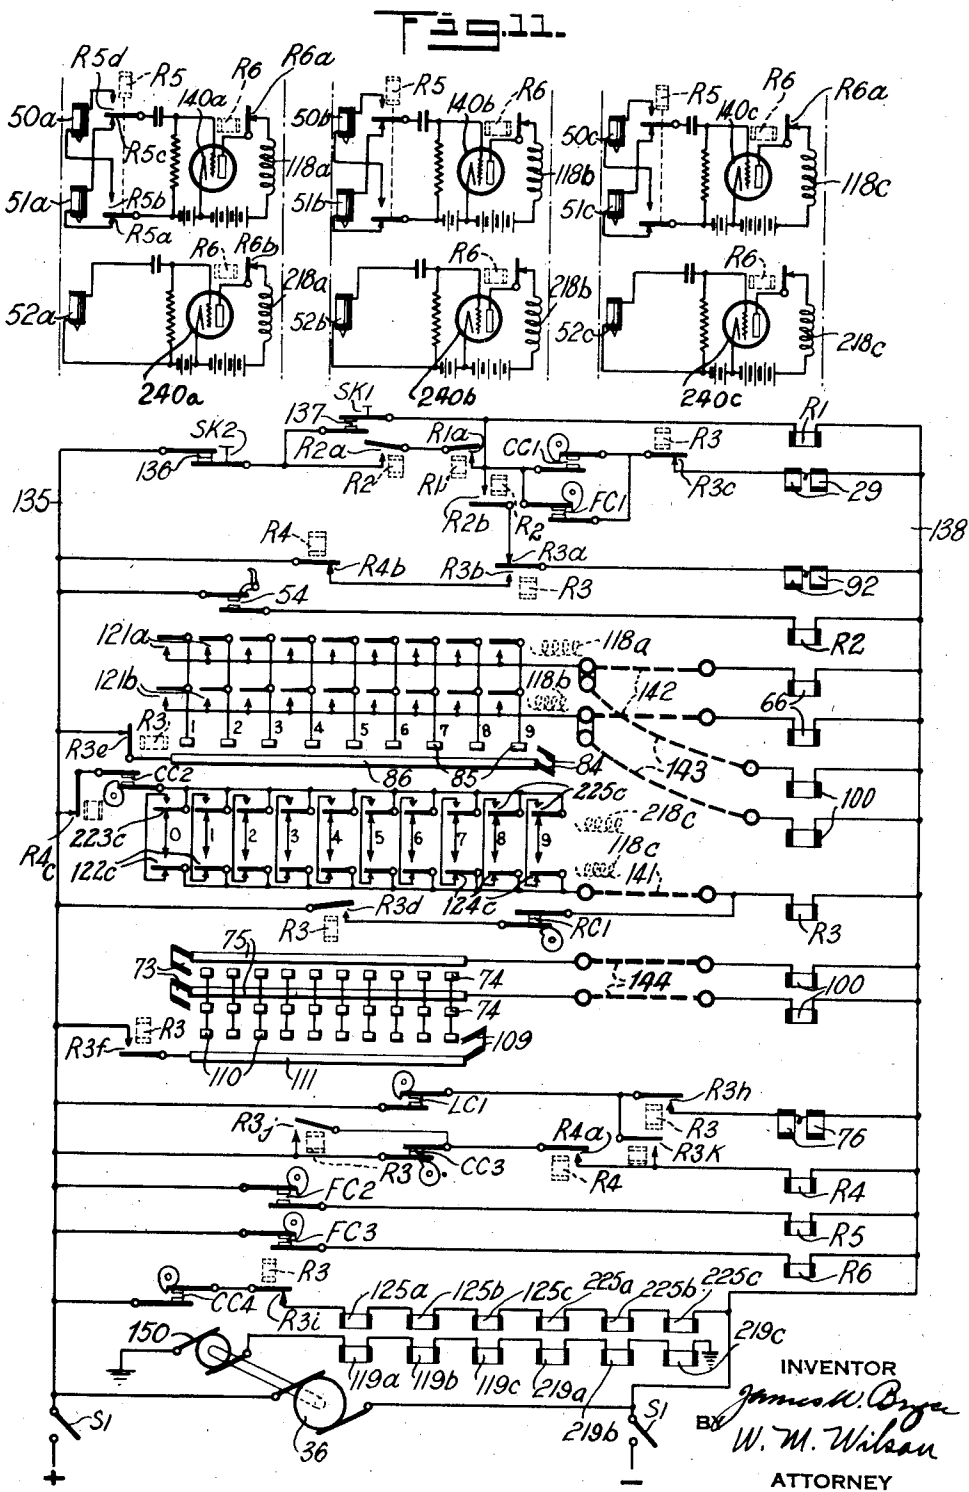 Fig. 11.
R5d R5 140a R6 R6a
50a R5c 118a
51a R5b R5a
R6 R6b 218a
52a 240a
R5 140b R6
50b 118b
51b
R6 218b
52b 240b
R5 140c R6 R6a
50c 118c
51c
R6
52c 218c 240c
SK1 137 R1
SK2 R2a R1a CC1 R3
136 R2 R1 R3c 29
135 FC1 138
R2b R2
R4 R3a
R4b R3b R3 92
54
R2
121a 118a
142 66
121b 118b
R3 1 2 3 4 5 6 7 8 9
R3e 84 143
86 85
CC2 225c 100
223c 0 1 2 3 4 5 6 7 8 9 218c
R4c 118c
122c 124c 141
R3d R3
R3 RC1
75
73 74 144 100
74
R3 109
R3f
110 111
LC1 R3h
R3j R3 76
R3 CC3 R4a R3K
R4 R4
FC2
R5
FC3
R3 R6
CC4 R3i 125a 125b 125c 225a 225b 225c
150 219c
119a 119b 119c 219a 219b
S1 36 S1
+ −
INVENTOR
James W. Bryce
BY W. M. Wilson
ATTORNEY